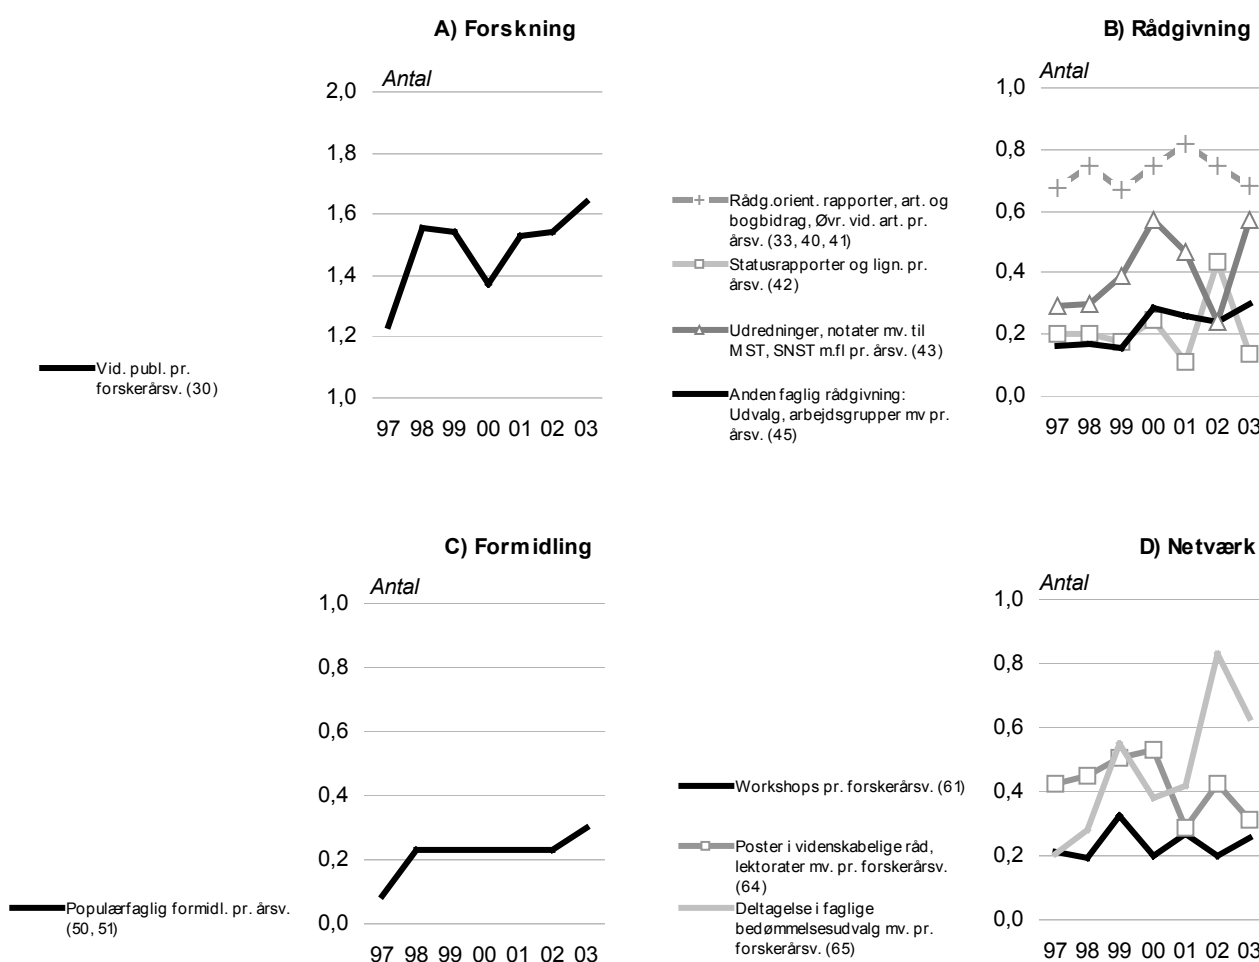 A) Forskning
Antal
2,0
1,8
1,6
1,4
1,2
1,0
97 98 99 00 01 02 03
Vid. publ. pr.
forskerårsv. (30)
B) Rådgivning
Antal
1,0
0,8
0,6
0,4
0,2
0,0
97 98 99 00 01 02 03
Rådg.orient. rapporter, art. og
bogbidrag, Øvr. vid. art. pr.
årsv. (33, 40, 41)
Statusrapporter og lign. pr.
årsv. (42)
Udredninger, notater mv. til
MST, SNST m.fl pr. årsv. (43)
Anden faglig rådgivning:
Udvalg, arbejdsgrupper mv pr.
årsv. (45)
C) Formidling
Antal
1,0
0,8
0,6
0,4
0,2
0,0
97 98 99 00 01 02 03
Populærfaglig formidl. pr. årsv.
(50, 51)
D) Netværk
Antal
1,0
0,8
0,6
0,4
0,2
0,0
97 98 99 00 01 02 03
Workshops pr. forskerårsv. (61)
Poster i videnskabelige råd,
lektorater mv. pr. forskerårsv.
(64)
Deltagelse i faglige
bedømmelsesudvalg mv. pr.
forskerårsv. (65)